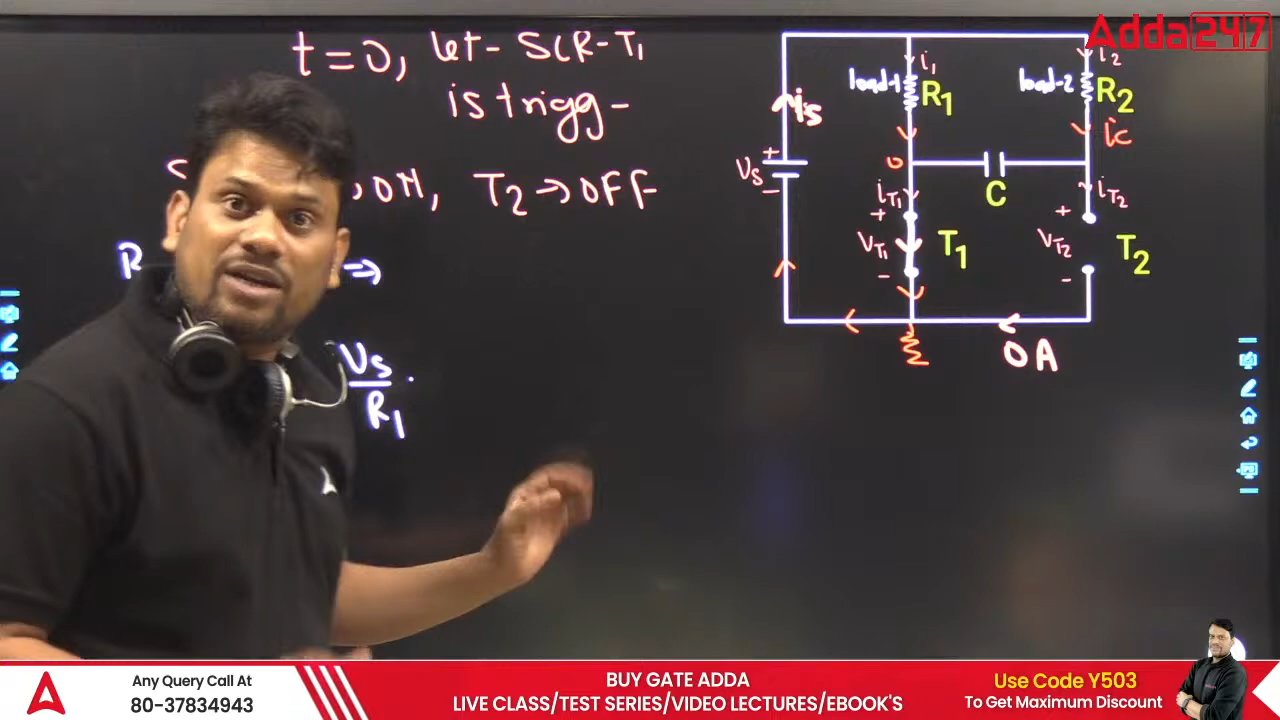 t=0, let- SCR-T1
is trigg-
ON, T2→OFF
R →
Vs
R1
Adda247
i1
i2
load-1
R1
load-2
R2
is
ic
Vs
+
-
0
C
iT1
iT2
+
VT1
-
T1
+
VT2
-
T2
0A
Any Query Call At
80-37834943
BUY GATE ADDA
LIVE CLASS/TEST SERIES/VIDEO LECTURES/EBOOK'S
Use Code Y503
To Get Maximum Discount